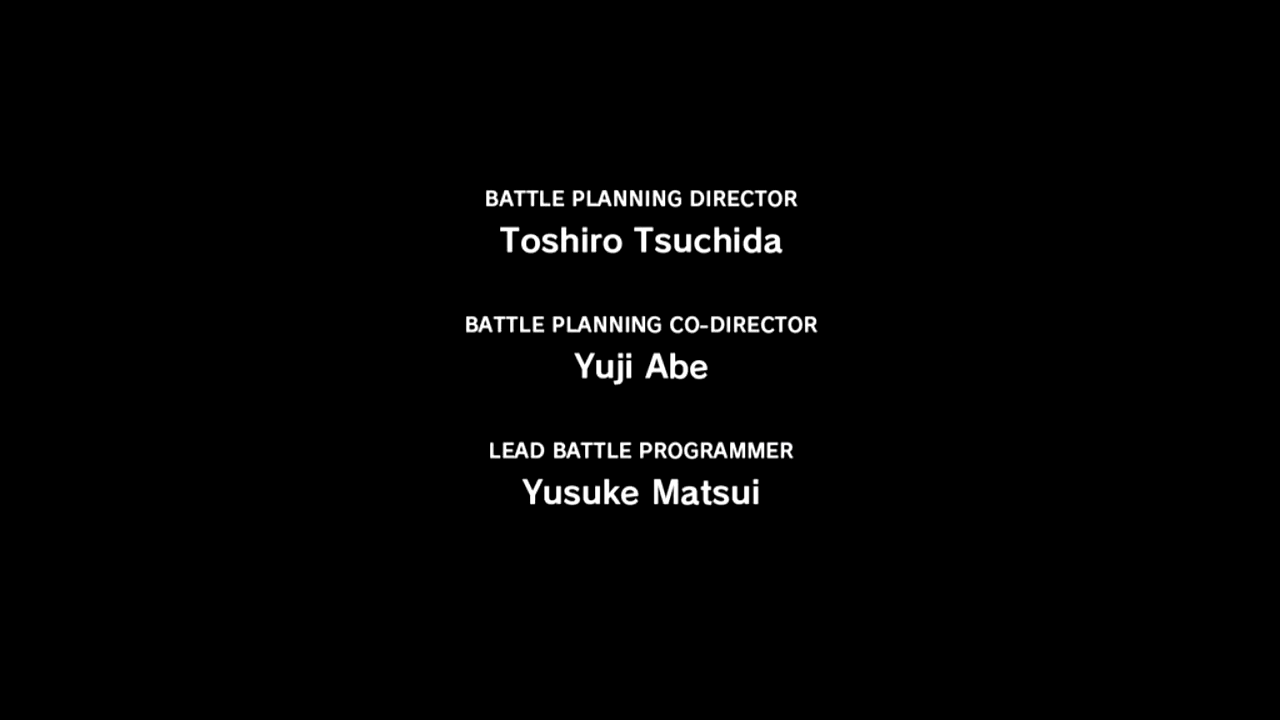 BATTLE PLANNING DIRECTOR
Toshiro Tsuchida
BATTLE PLANNING CO-DIRECTOR
Yuji Abe
LEAD BATTLE PROGRAMMER
Yusuke Matsui